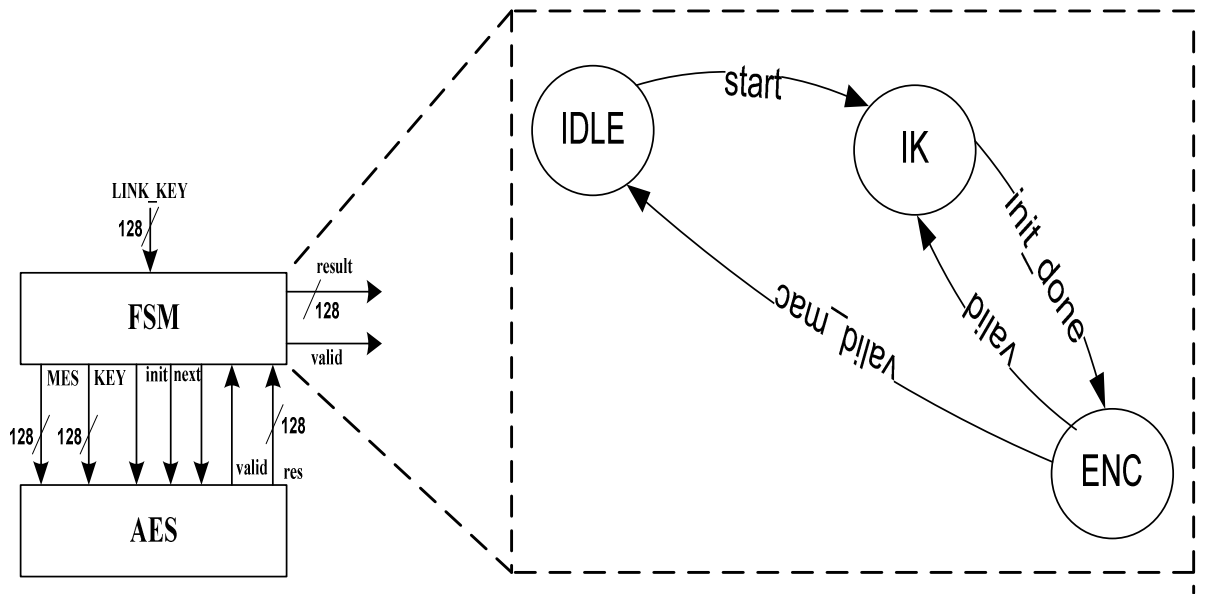 start
IDLE
IK
init_done
LINK_KEY
128
result
FSM
128
valid
valid
valid_mac
MES KEY init next
128 128 128
valid res
ENC
AES